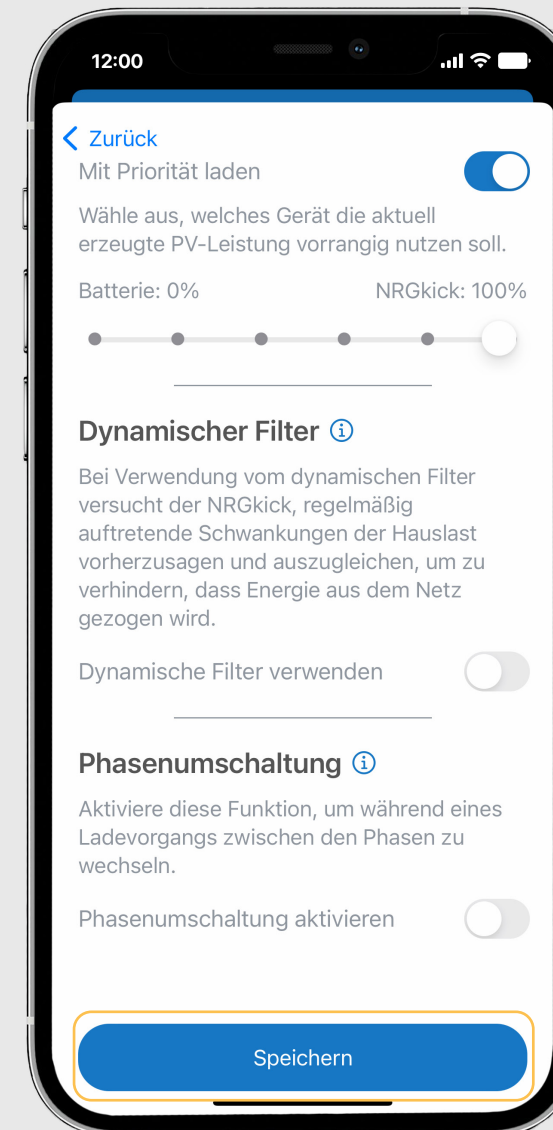 12:00
Zurück
Mit Priorität laden
Wähle aus, welches Gerät die aktuell
erzeugte PV-Leistung vorrangig nutzen soll.
Batterie: 0% NRGkick: 100%
Dynamischer Filter
Bei Verwendung vom dynamischen Filter
versucht der NRGkick, regelmäßig
auftretende Schwankungen der Hauslast
vorherzusagen und auszugleichen, um zu
verhindern, dass Energie aus dem Netz
gezogen wird.
Dynamische Filter verwenden
Phasenumschaltung
Aktiviere diese Funktion, um während eines
Ladevorgangs zwischen den Phasen zu
wechseln.
Phasenumschaltung aktivieren
Speichern